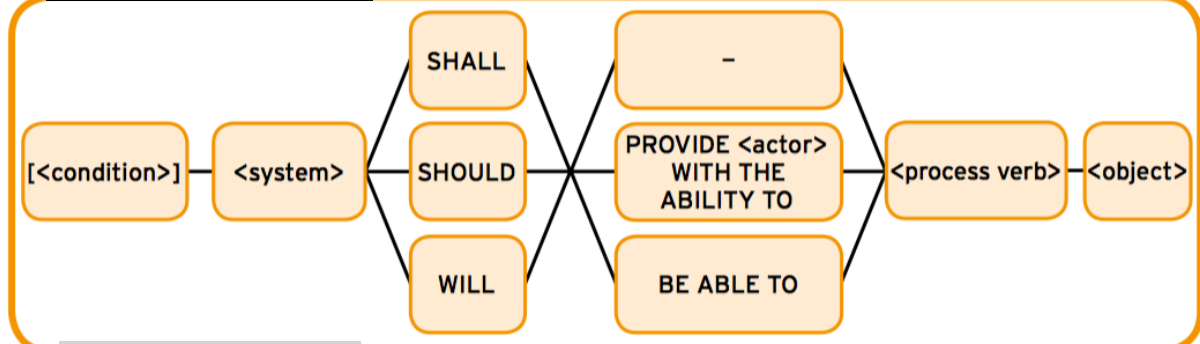 [<condition>]
<system>
SHALL
SHOULD
WILL
–
PROVIDE <actor>
WITH THE
ABILITY TO
BE ABLE TO
<process verb>
<object>